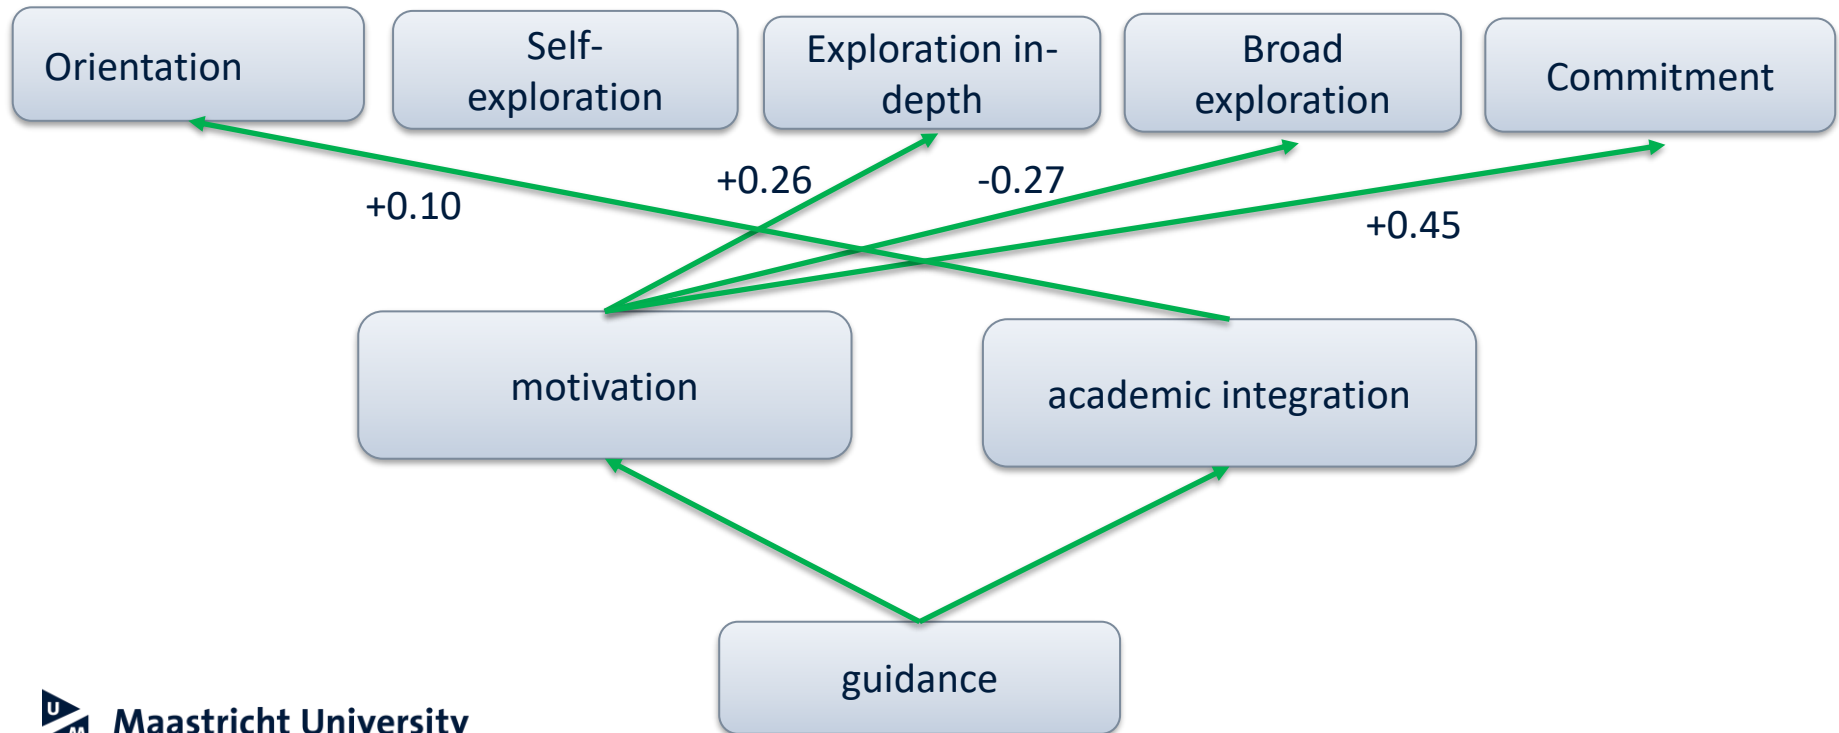 Orientation
Self-
exploration
Exploration in-
depth
Broad
exploration
Commitment
+0.10
+0.26
-0.27
+0.45
motivation
academic integration
guidance
U
M
Maastricht University